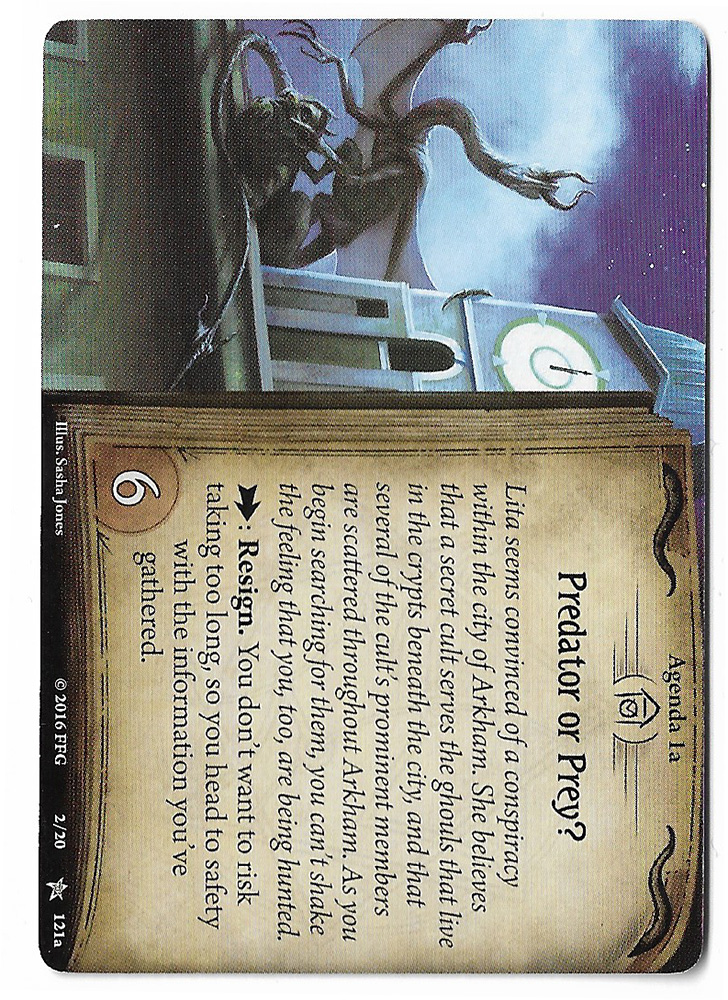 Agenda 1a
Predator or Prey?
Lita seems convinced of a conspiracy
within the city of Arkham. She believes
that a secret cult serves the ghouls that live
in the crypts beneath the city, and that
several of the cult's prominent members
are scattered throughout Arkham. As you
begin searching for them, you can't shake
the feeling that you, too, are being hunted.
: Resign. You don't want to risk
taking too long, so you head to safety
with the information you've
gathered.
6
Illus. Sasha Jones
© 2016 FFG
2/20
121a